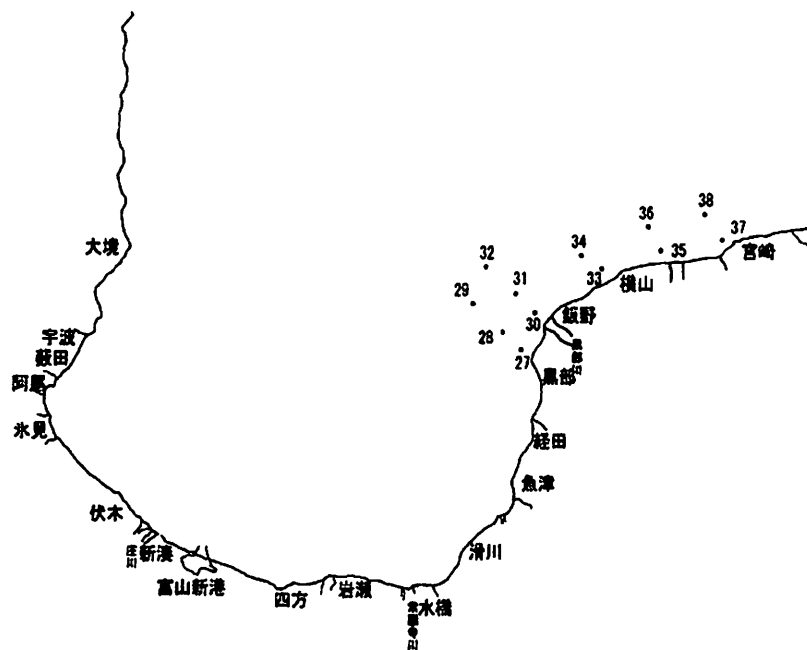 38
36
37
大境
34
宮崎
32
35
31
33
横山
29
30
飯野
宇波
28
薮田
27
黒部川
阿尾
黒部
氷見
経田
魚津
伏木
庄川
新湊
滑川
富山新港
四方
岩瀬
水橋
常願寺川